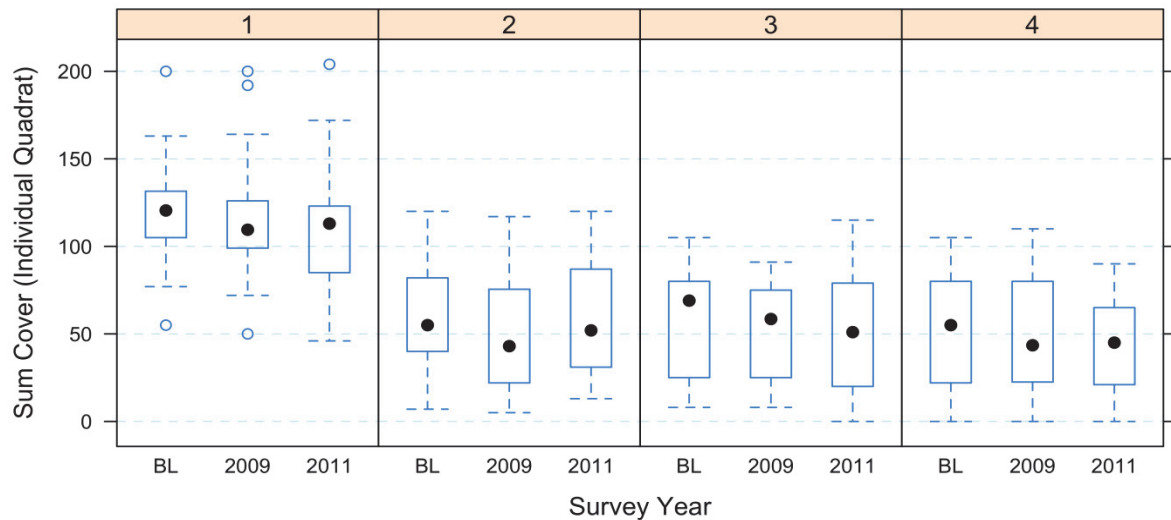 1 2 3 4
Sum Cover (Individual Quadrat)
200
150
100
50
0
BL 2009 2011 BL 2009 2011 BL 2009 2011 BL 2009 2011
Survey Year